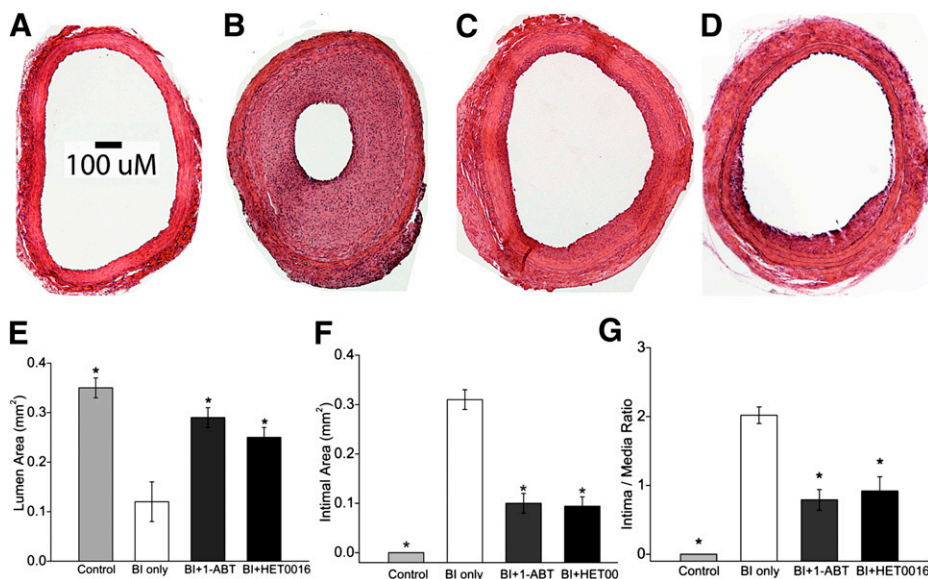 A B C D
100 uM
E
Lumen Area (mm²)
0.4
0.3
0.2
0.1
0.0
Control BI only BI+1-ABT BI+HET0016
* * *
F
Intimal Area (mm²)
0.4
0.3
0.2
0.1
0.0
Control BI only BI+1-ABT BI+HET00
* * *
G
Intima / Media Ratio
3
2
1
0
Control BI only BI+1-ABT BI+HET0016
* * *